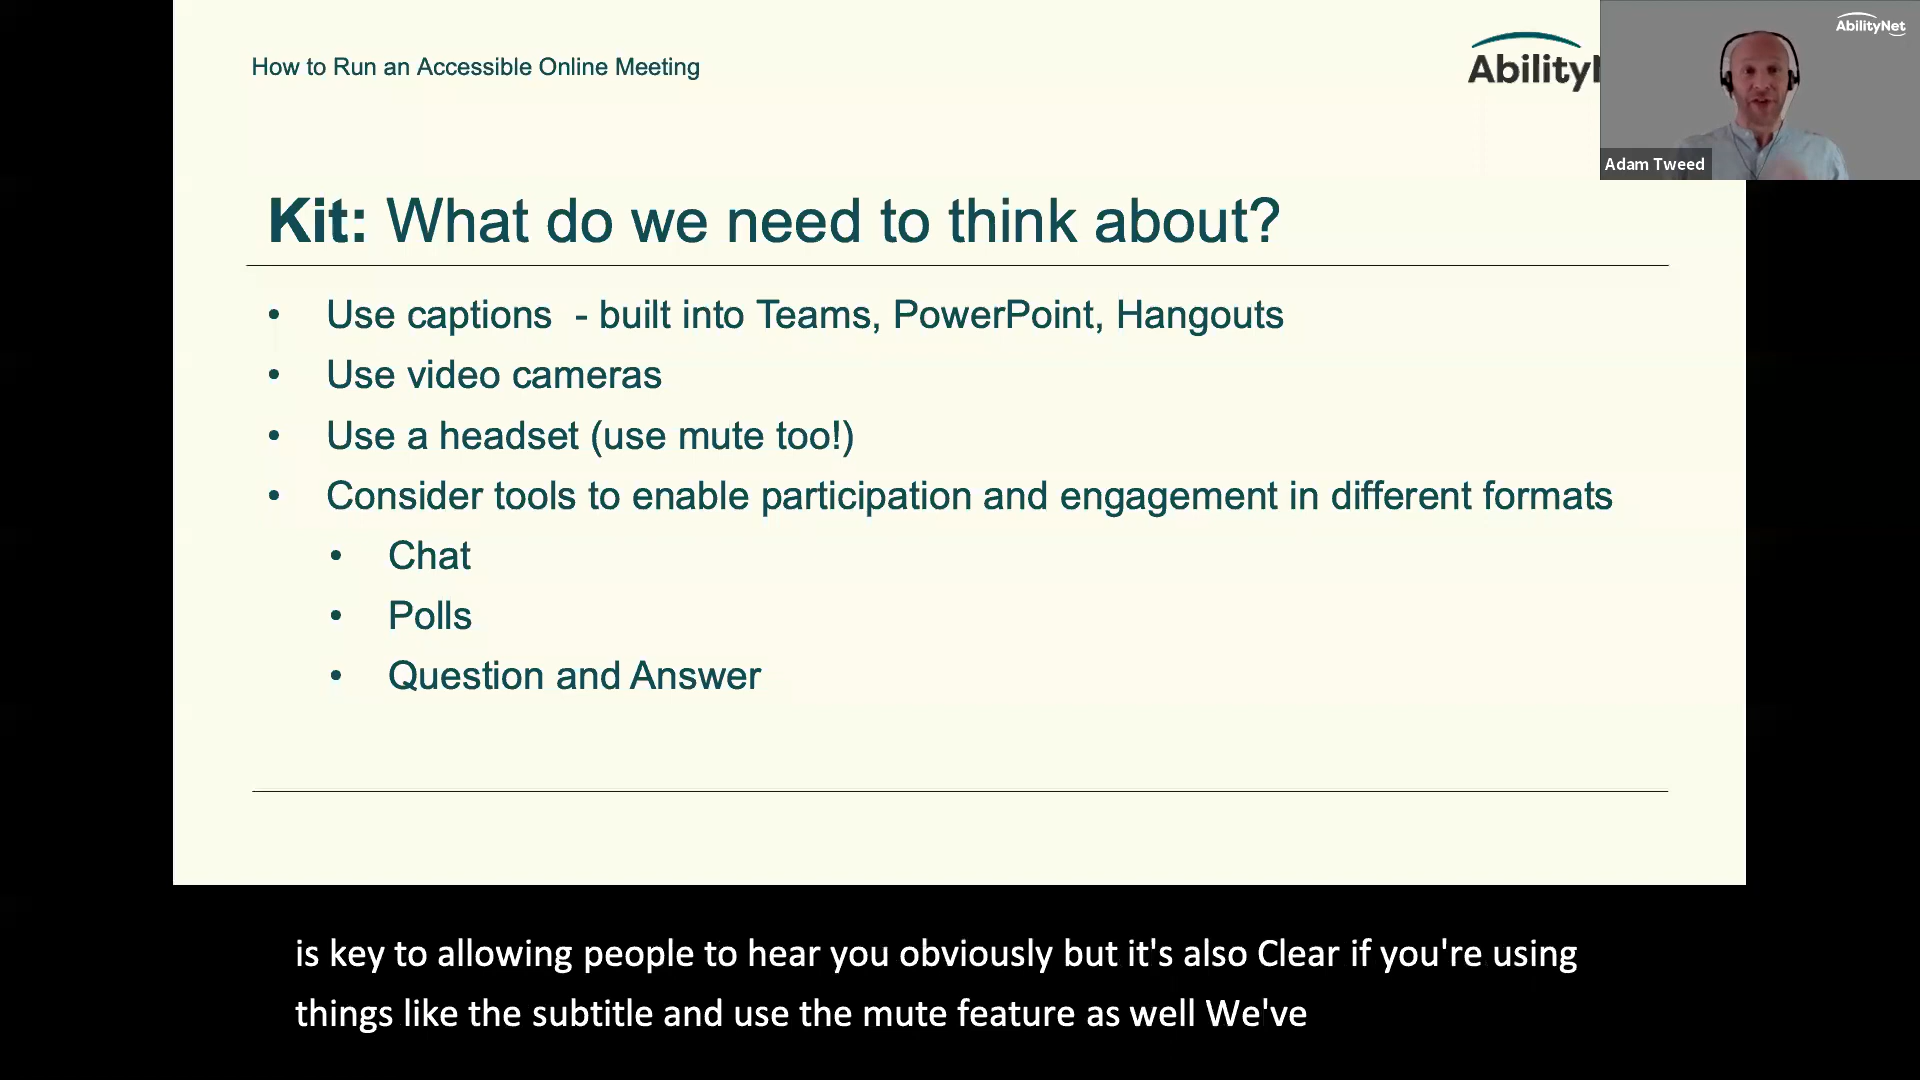 How to Run an Accessible Online Meeting
AbilityN
AbilityNet
Adam Tweed
Kit: What do we need to think about?
• Use captions  - built into Teams, PowerPoint, Hangouts
• Use video cameras
• Use a headset (use mute too!)
• Consider tools to enable participation and engagement in different formats
• Chat
• Polls
• Question and Answer
is key to allowing people to hear you obviously but it's also Clear if you're using
things like the subtitle and use the mute feature as well We've